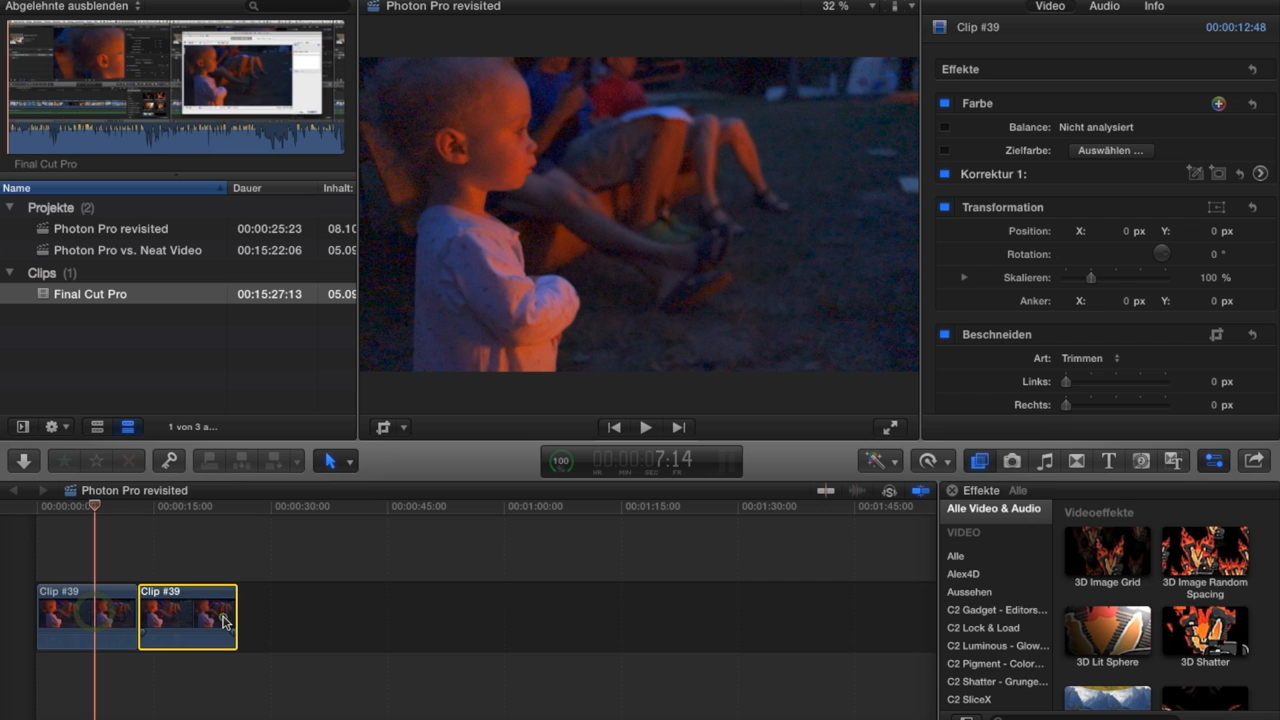 Abgelehnte ausblenden
Photon Pro revisited
32 %
Video Audio Info
Clip #39
00:00:12:48
Effekte
Farbe
Balance: Nicht analysiert
Zielfarbe: Auswählen ...
Korrektur 1:
Transformation
Position: X: 0 px Y: 0 px
Rotation: 0 °
Skalieren: 100 %
Anker: X: 0 px Y: 0 px
Beschneiden
Art: Trimmen
Links: 0 px
Rechts: 0 px
Final Cut Pro
Name Dauer Inhalt:
Projekte (2)
Photon Pro revisited 00:00:25:23 08.10
Photon Pro vs. Neat Video 00:15:22:06 05.09
Clips (1)
Final Cut Pro 00:15:27:13 05.09
1 von 3 a...
100
7:14
HR MIN SEC FR
Photon Pro revisited
00:00:00:0 00:00:15:00 00:00:30:00 00:00:45:00 00:01:00:00 00:01:15:00 00:01:30:00 00:01:45:00
Clip #39
Clip #39
Effekte Alle
Alle Video & Audio
VIDEO
Alle
Alex4D
Aussehen
C2 Gadget - Editors...
C2 Lock & Load
C2 Luminous - Glow...
C2 Pigment - Color...
C2 Shatter - Grunge...
C2 SliceX
Videoeffekte
3D Image Grid
3D Image Random
Spacing
3D Lit Sphere
3D Shatter